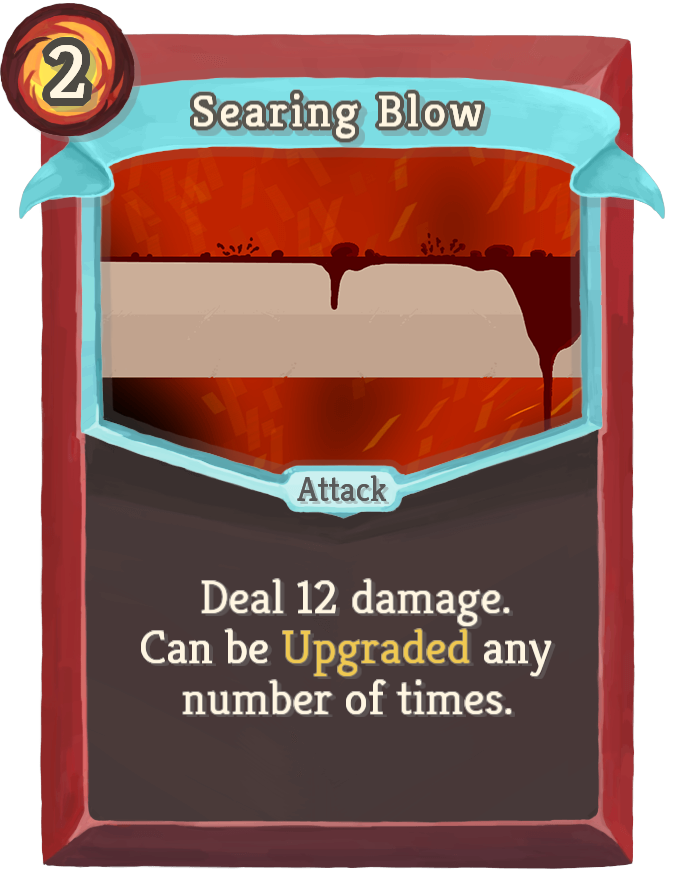 2
Searing Blow
Attack
Deal 12 damage.
Can be Upgraded any
number of times.